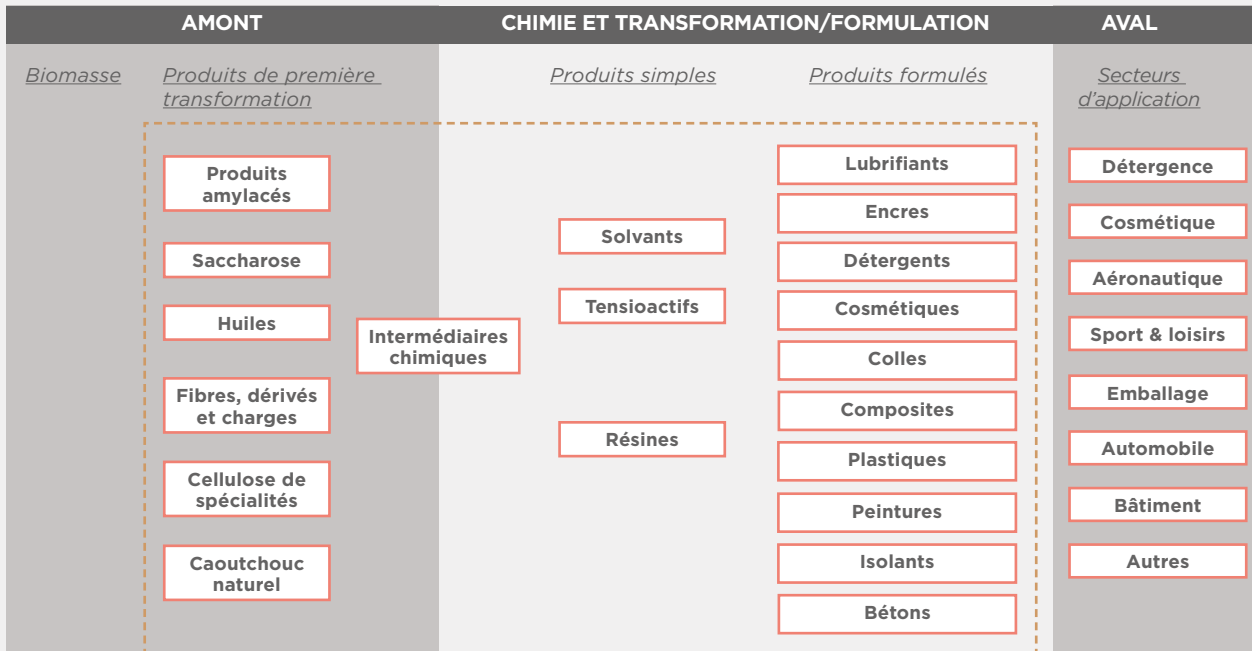 AMONT
CHIMIE ET TRANSFORMATION/FORMULATION
AVAL
Biomasse
Produits de première
transformation
Produits simples
Produits formulés
Secteurs
d'application
Produits
amylacés
Saccharose
Huiles
Fibres, dérivés
et charges
Cellulose de
spécialités
Caoutchouc
naturel
Intermédiaires
chimiques
Solvants
Tensioactifs
Résines
Lubrifiants
Encres
Détergents
Cosmétiques
Colles
Composites
Plastiques
Peintures
Isolants
Bétons
Détergence
Cosmétique
Aéronautique
Sport & loisirs
Emballage
Automobile
Bâtiment
Autres